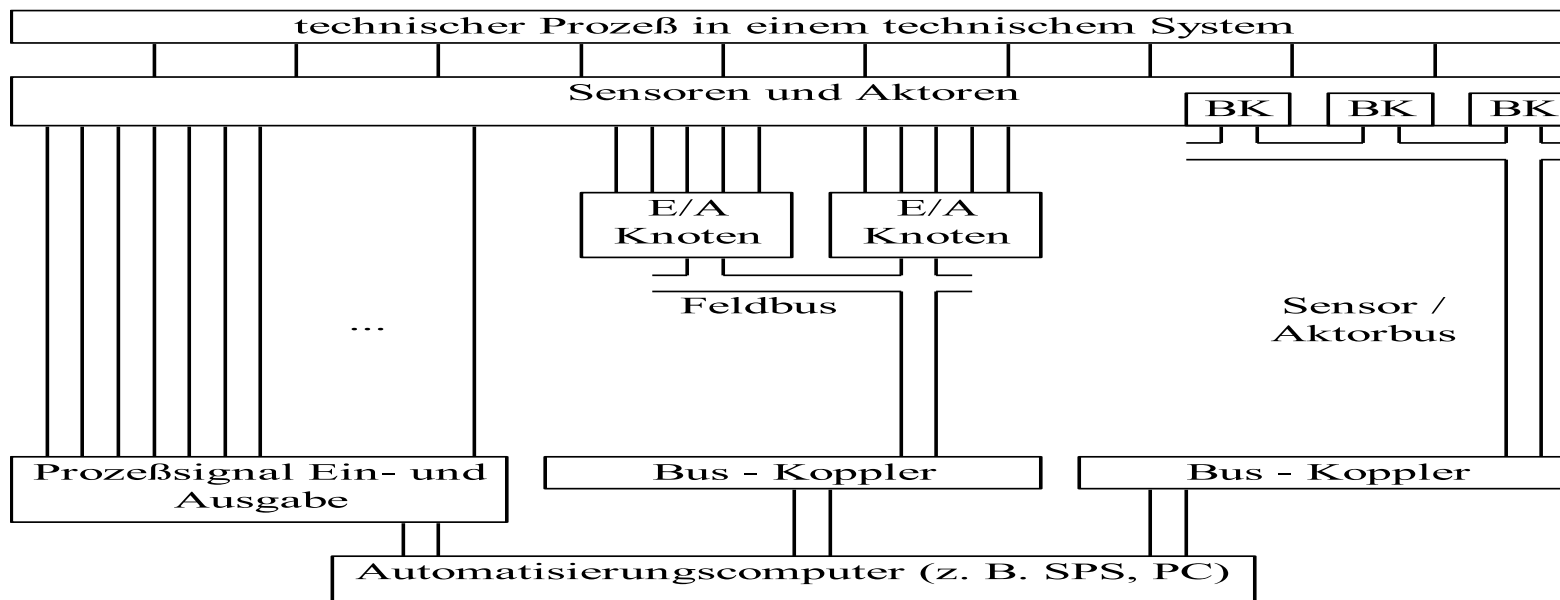 technischer Prozeß in einem technischem System
Sensoren und Aktoren
BK
BK
BK
E/A
Knoten
E/A
Knoten
Feldbus
Sensor /
Aktorbus
...
Prozeßsignal Ein- und
Ausgabe
Bus - Koppler
Bus - Koppler
Automatisierungscomputer (z. B. SPS, PC)